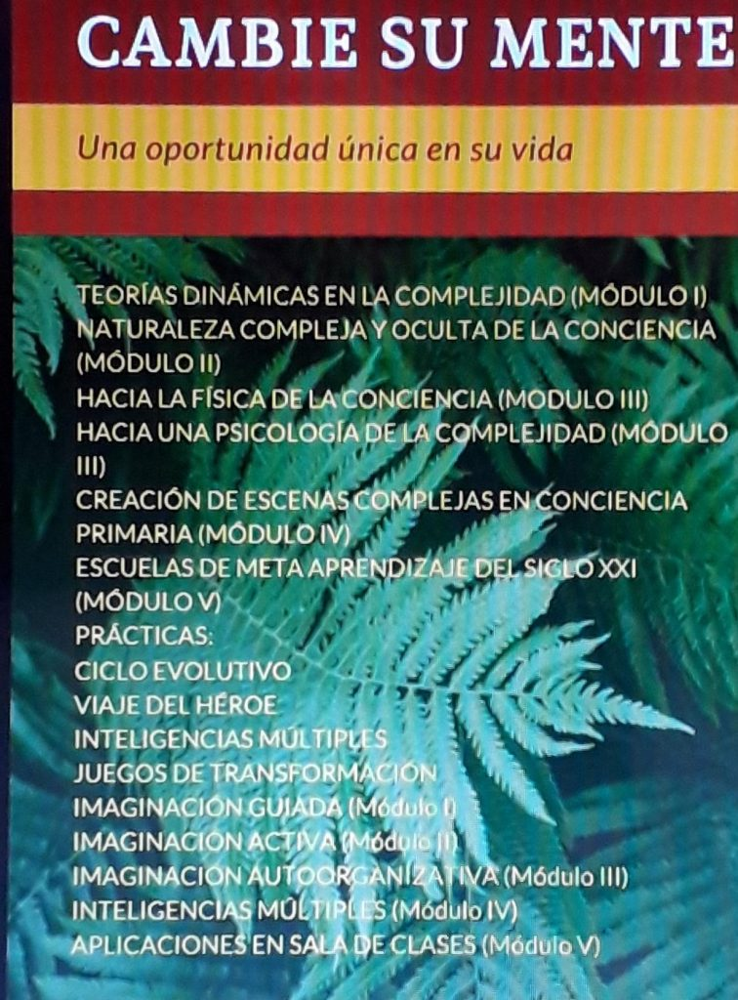 CAMBIE SU MENTE
Una oportunidad única en su vida
TEORÍAS DINÁMICAS EN LA COMPLEJIDAD (MÓDULO I)
NATURALEZA COMPLEJA Y OCULTA DE LA CONCIENCIA
(MÓDULO II)
HACIA LA FÍSICA DE LA CONCIENCIA (MODULO III)
HACIA UNA PSICOLOGÍA DE LA COMPLEJIDAD (MÓDULO
III)
CREACIÓN DE ESCENAS COMPLEJAS EN CONCIENCIA
PRIMARIA (MÓDULO IV)
ESCUELAS DE META APRENDIZAJE DEL SIGLO XXI
(MÓDULO V)
PRÁCTICAS:
CICLO EVOLUTIVO
VIAJE DEL HÉROE
INTELIGENCIAS MÚLTIPLES
JUEGOS DE TRANSFORMACIÓN
IMAGINACIÓN GUIADA (Módulo I)
IMAGINACIÓN ACTIVA (Módulo II)
IMAGINACIÓN AUTOORGANIZATIVA (Módulo III)
INTELIGENCIAS MÚLTIPLES (Módulo IV)
APLICACIONES EN SALA DE CLASES (Módulo V)